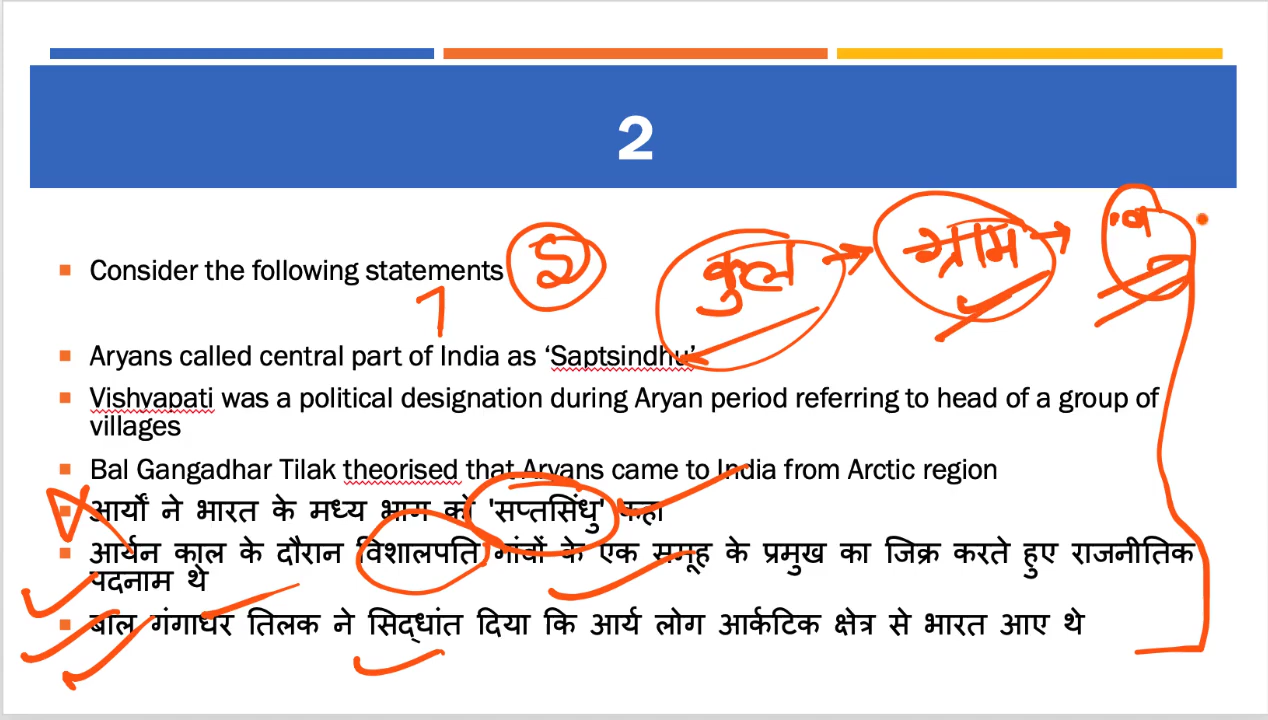 2
Consider the following statements
Aryans called central part of India as ‘Saptsindhu’
Vishyapati was a political designation during Aryan period referring to head of a group of
villages
Bal Gangadhar Tilak theorised that Aryans came to India from Arctic region
आर्यों ने भारत के मध्य भाग को 'सप्तसिंधु' कहा
आर्यन काल के दौरान विशालपति गांवों के एक समूह के प्रमुख का जिक्र करते हुए राजनीतिक
पदनाम थे
बाल गंगाधर तिलक ने सिद्धांत दिया कि आर्य लोग आर्कटिक क्षेत्र से भारत आए थे
कुल → ग्राम →